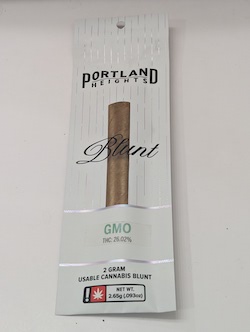 PORTLAND
HEIGHTS
Blunt
GMO
THC: 26.02%
2 GRAM
USABLE CANNABIS BLUNT
!
NET WT.
2.65g (.093oz)